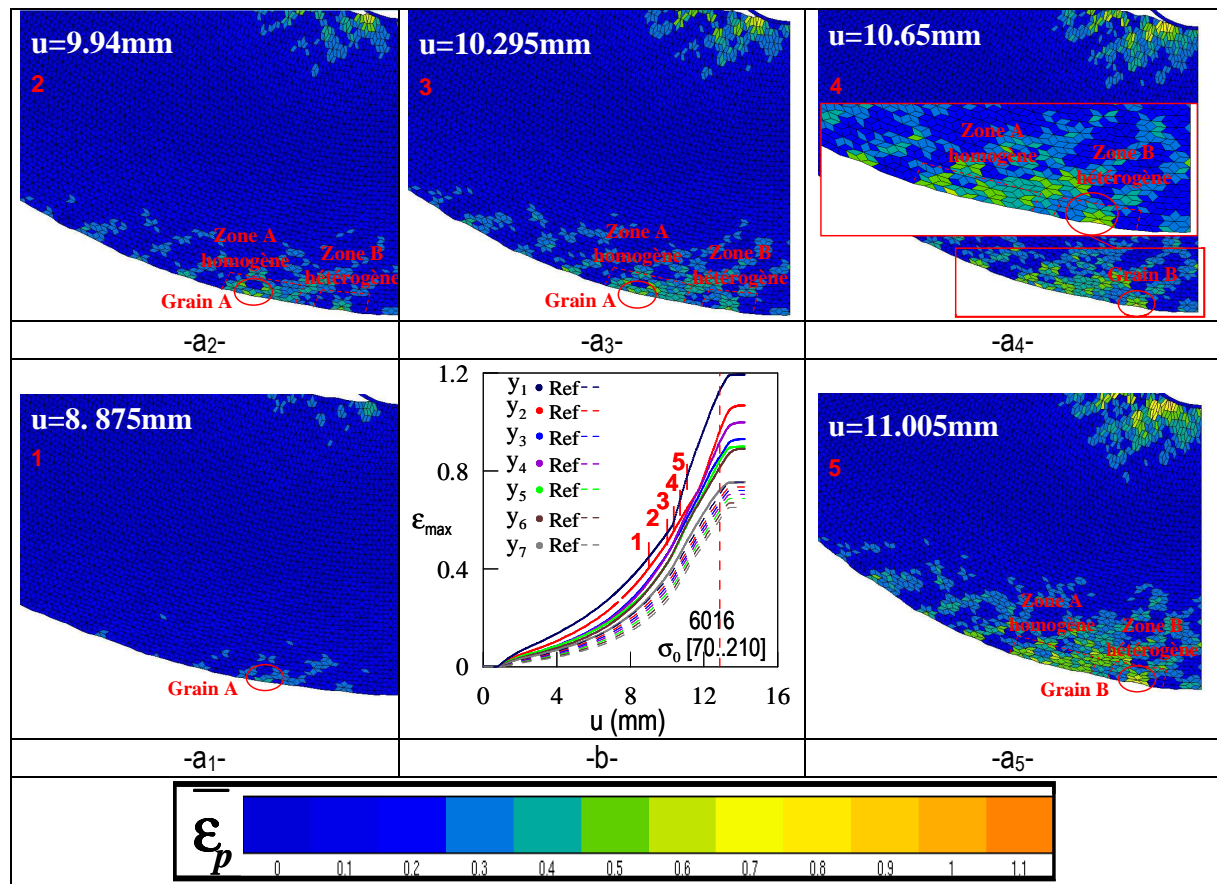 u=9.94mm
2
Zone A
homogène
Zone B
hétérogène
Grain A
u=10.295mm
3
Zone A
homogène
Zone B
hétérogène
Grain A
u=10.65mm
4
Zone A
homogène
Zone B
hétérogène
Grain B
-a₂-
-a₃-
-a₄-
u=8. 875mm
1
Grain A
1.2
0.8
0.4
0
εmax
y₁ • Ref --
y₂ • Ref --
y₃ • Ref --
y₄ • Ref --
y₅ • Ref --
y₆ • Ref --
y₇ • Ref --
5
4
3
2
1
6016
σ₀ [70..210]
0 4 8 12 16
u (mm)
u=11.005mm
5
Zone A
homogène
Zone B
hétérogène
Grain B
-a₁-
-b-
-a₅-
ε̅p
0 0.1 0.2 0.3 0.4 0.5 0.6 0.7 0.8 0.9 1 1.1